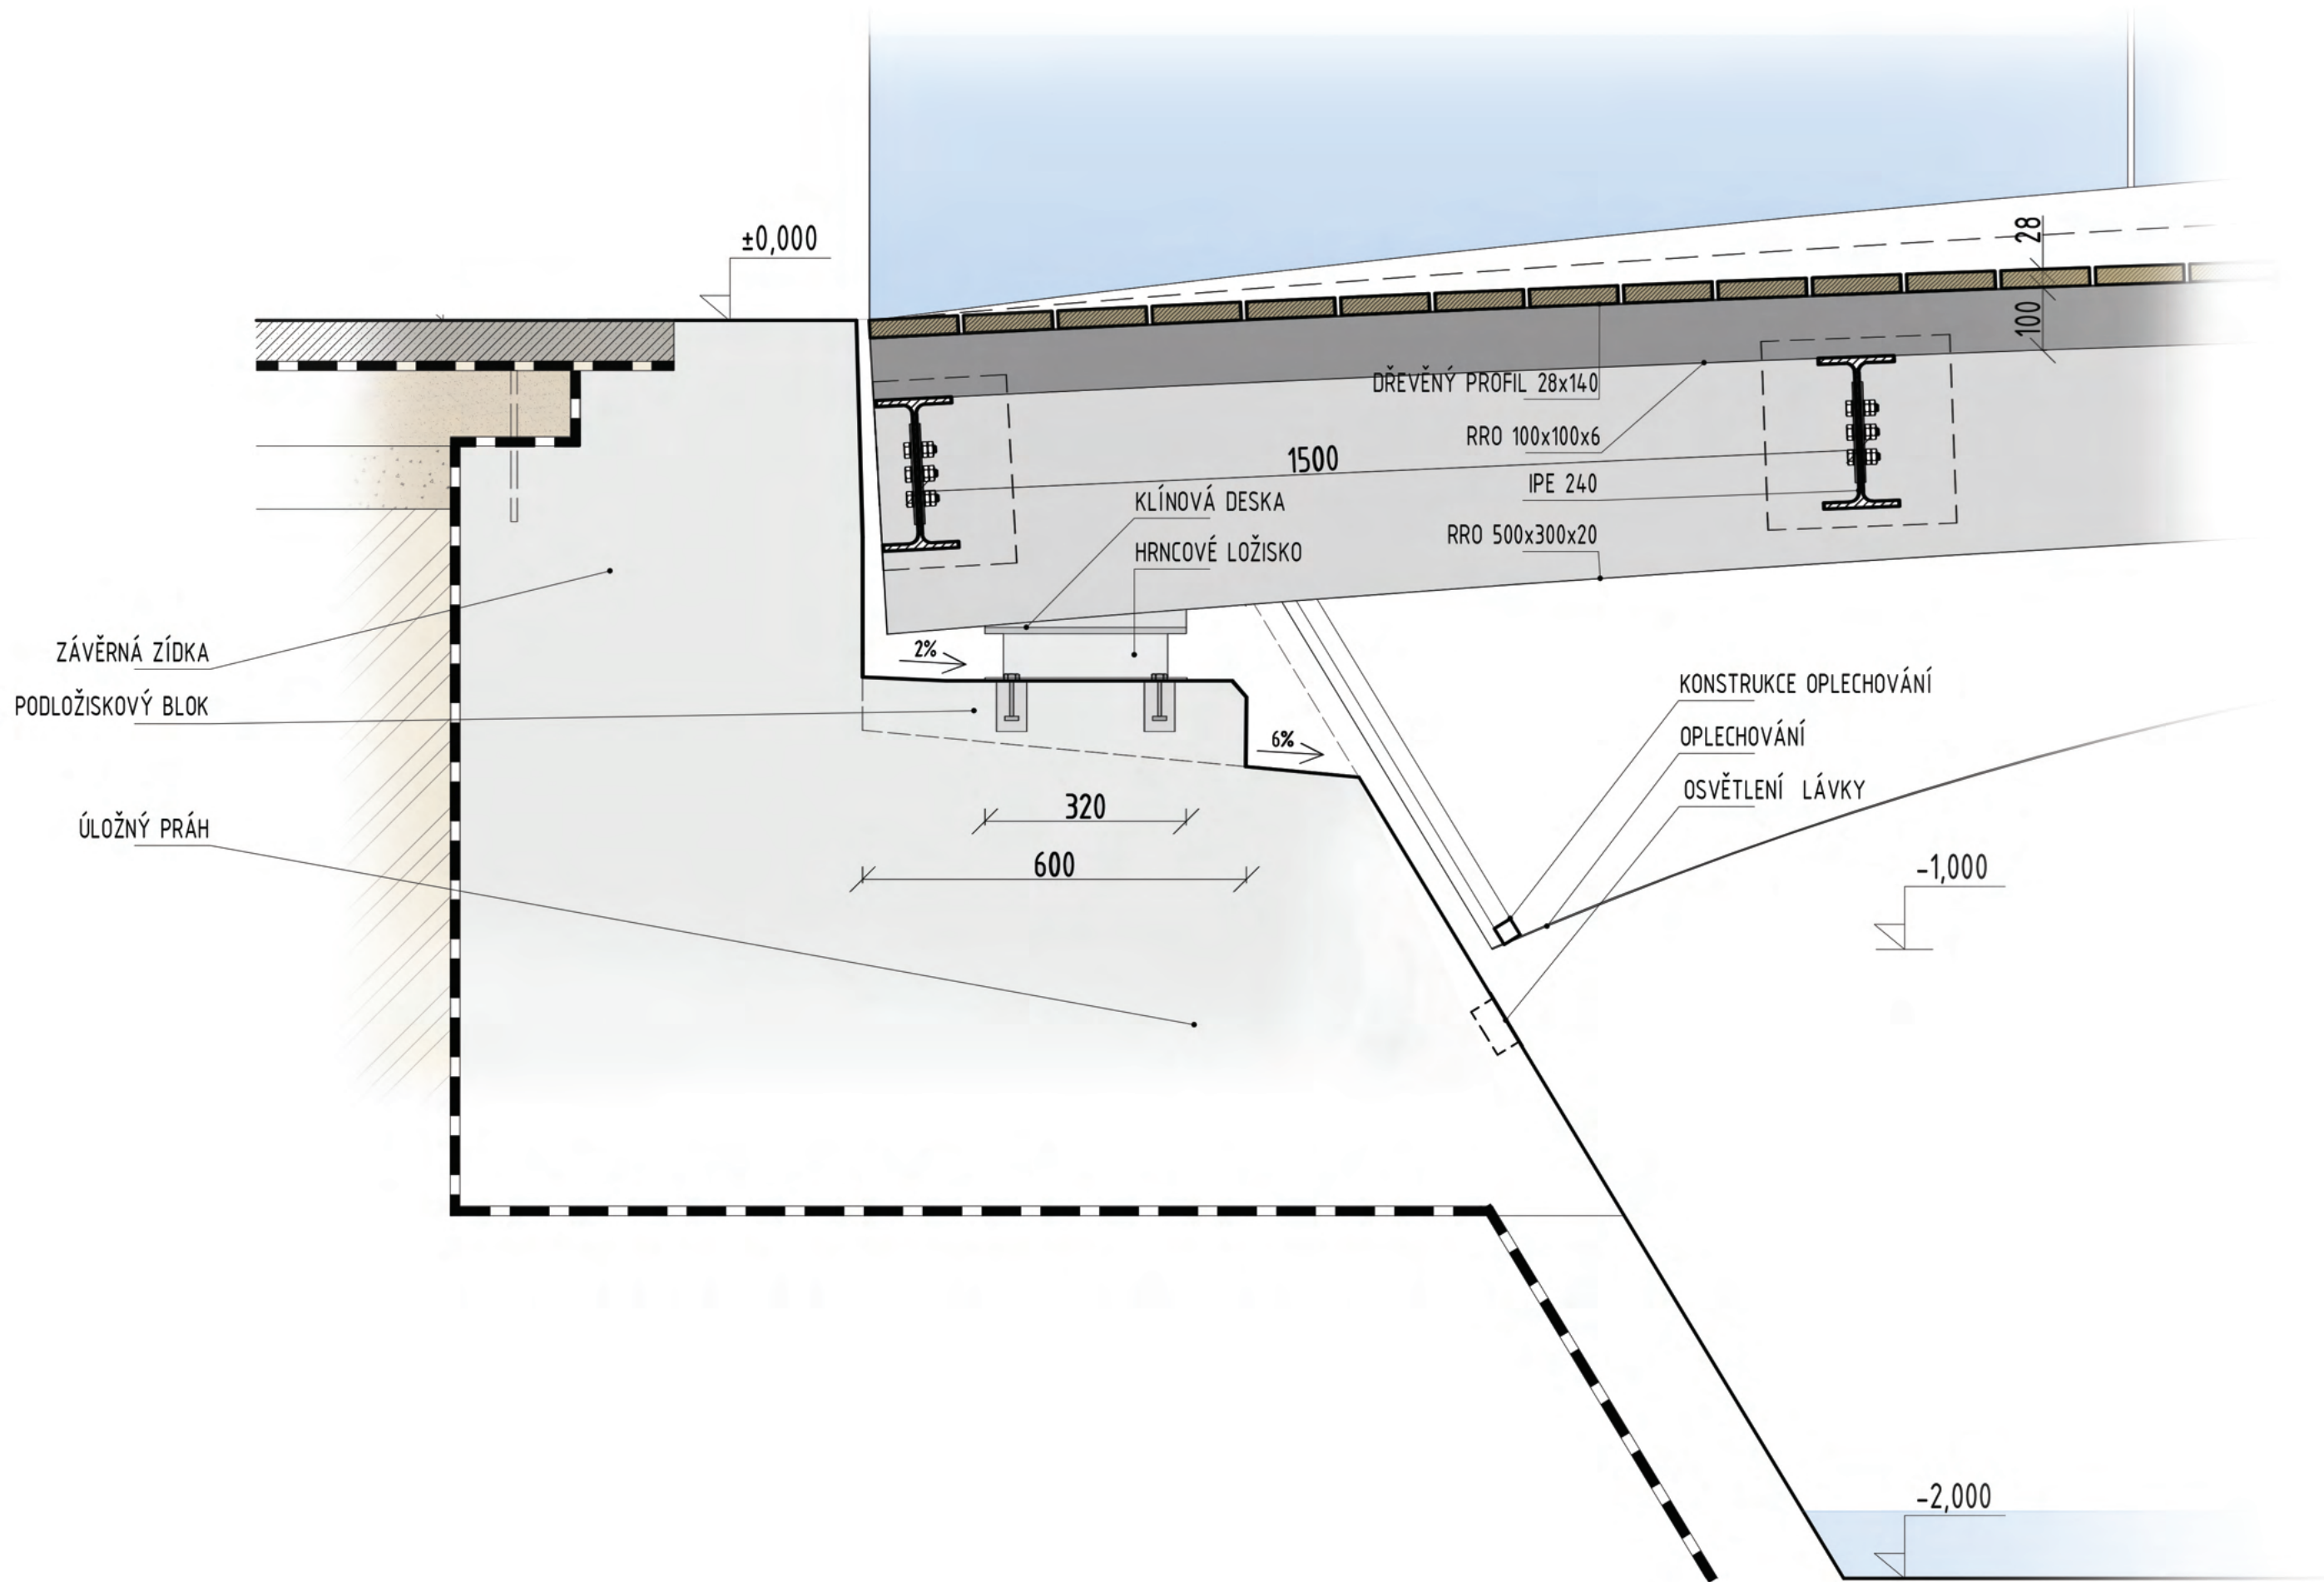 28
±0,000
100
DŘEVĚNÝ PROFIL 28x140
RRO 100x100x6
1500
IPE 240
KLÍNOVÁ DESKA
RRO 500x300x20
HRNCOVÉ LOŽISKO
2%
ZÁVĚRNÁ ZÍDKA
KONSTRUKCE OPLECHOVÁNÍ
PODLOŽISKOVÝ BLOK
6%
OPLECHOVÁNÍ
OSVĚTLENÍ LÁVKY
320
ÚLOŽNÝ PRÁH
600
-1,000
-2,000